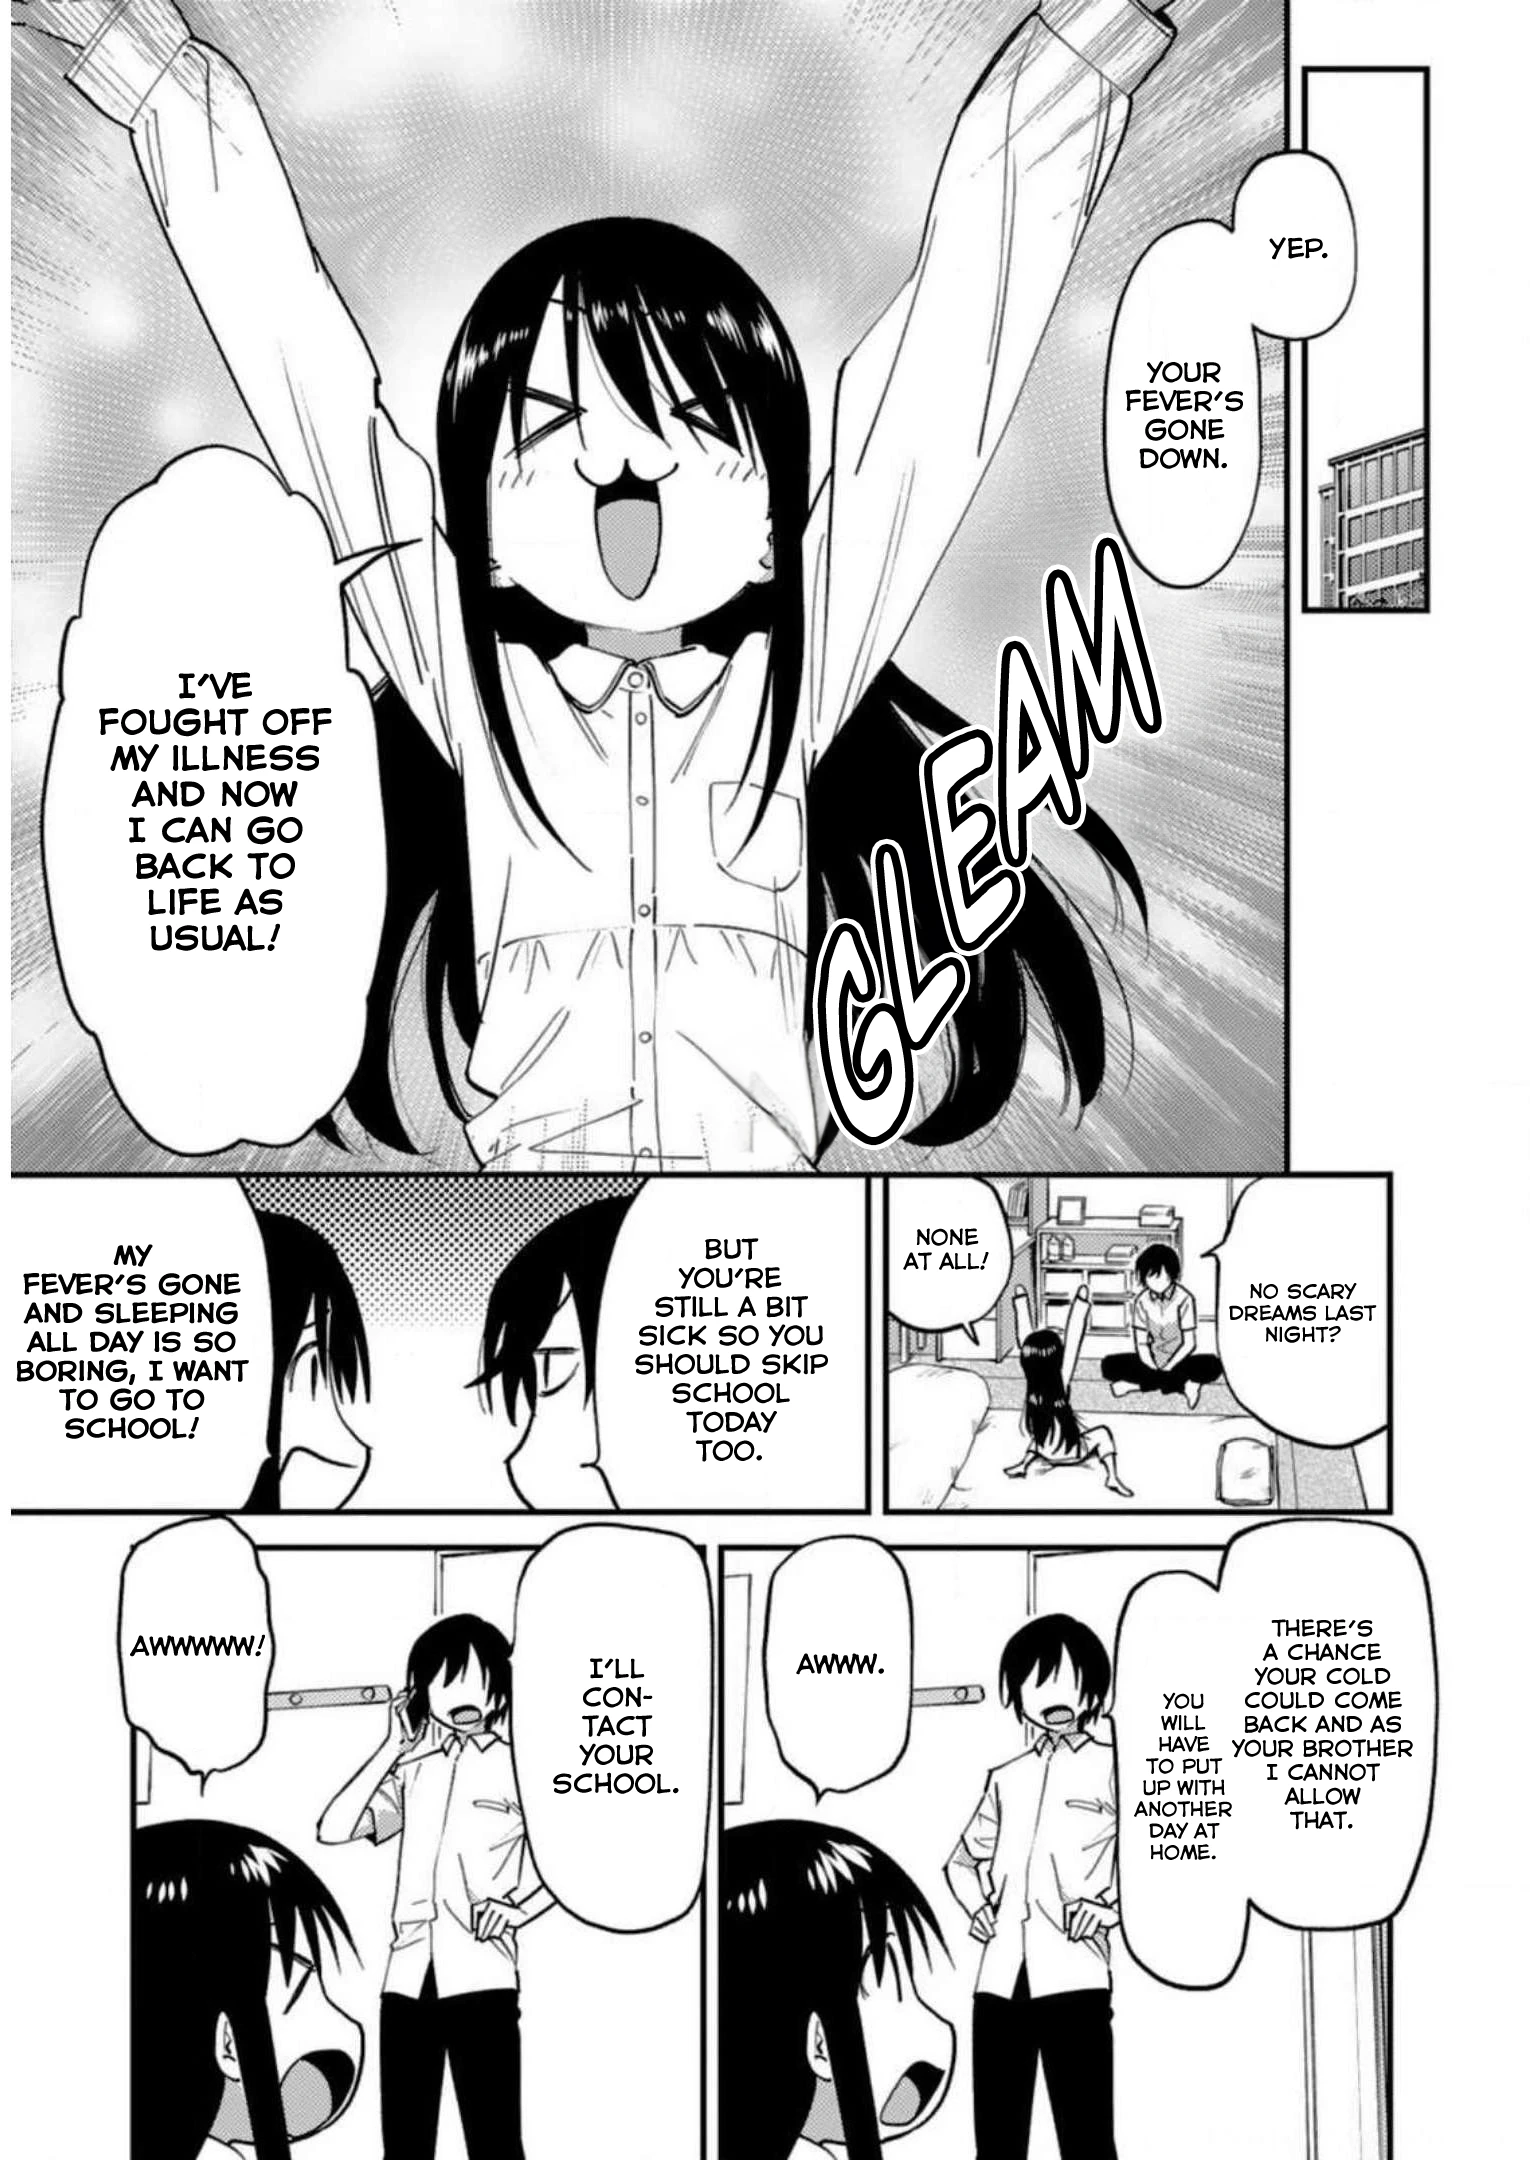 YEP.
YOUR
FEVER'S
GONE
DOWN.
GLEAM
I'VE
FOUGHT OFF
MY ILLNESS
AND NOW
I CAN GO
BACK TO
LIFE AS
USUAL!
NO SCARY
DREAMS LAST
NIGHT?
NONE
AT ALL!
BUT
YOU'RE
STILL A BIT
SICK SO YOU
SHOULD SKIP
SCHOOL
TODAY
TOO.
MY
FEVER'S GONE
AND SLEEPING
ALL DAY IS SO
BORING, I WANT
TO GO TO
SCHOOL!
THERE'S
A CHANCE
YOUR COLD
COULD COME
BACK AND AS
YOUR BROTHER
I CANNOT
ALLOW
THAT.
YOU
WILL
HAVE
TO PUT
UP WITH
ANOTHER
DAY AT
HOME.
AWWW.
I'LL
CON-
TACT
YOUR
SCHOOL.
AWWWWW!